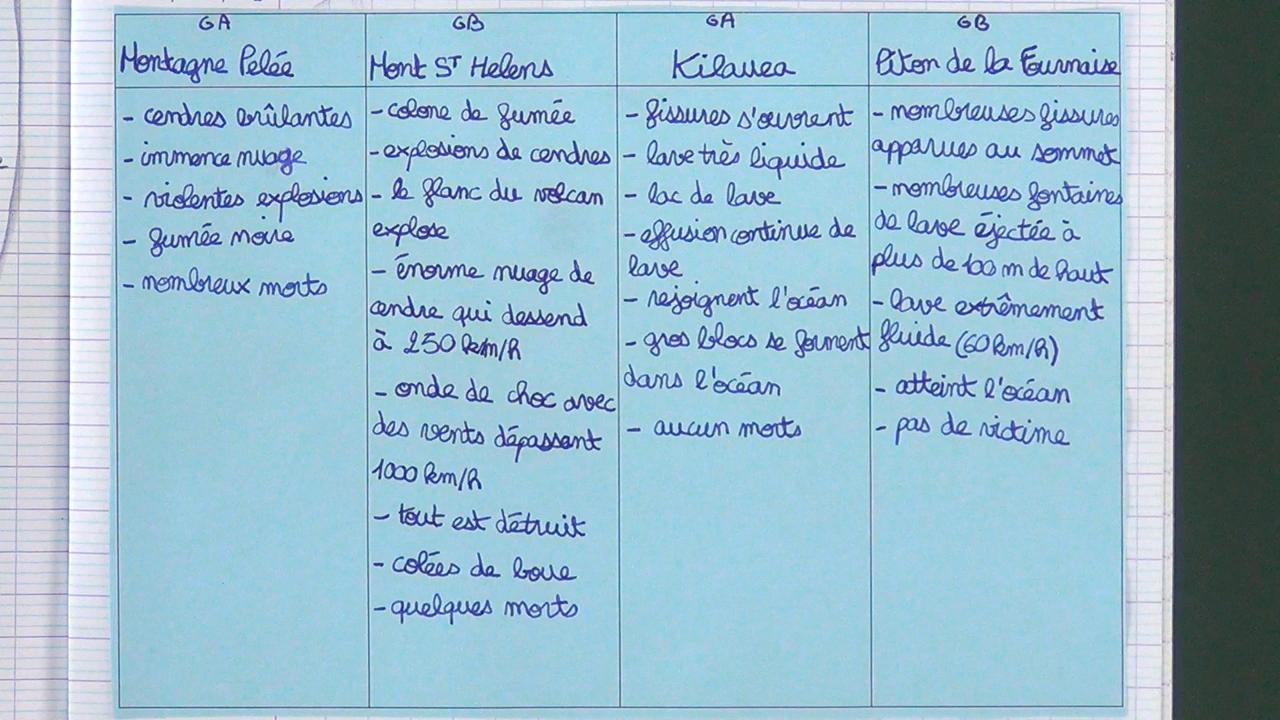 GA
Montagne Pelée
- cendres brûlantes
- immence nuage
- violentes explosions
- fumée noire
- nombreux morts
GB
Mont ST Helens
- colone de fumée
- explosions de cendres
- le flanc du volcan
explose
- énorme nuage de
cendre qui dessend
à 250 km/h
- onde de choc avec
des vents dépassant
1000 km/h
- tout est détruit
- colées de boue
- quelques morts
GA
Kilauea
- fissures s'ouvrent
- lave très liquide
- lac de lave
- effusion continue de
lave
- rejoignent l'océan
- gros blocs se forment
dans l'océan
- aucun morts
GB
Piton de la Fournaise
- nombreuses fissures
apparues au sommet
- nombreuses fontaines
de lave éjectée à
plus de 100 m de haut
- lave extrêmement
fluide (60 km/h)
- atteint l'océan
- pas de victime